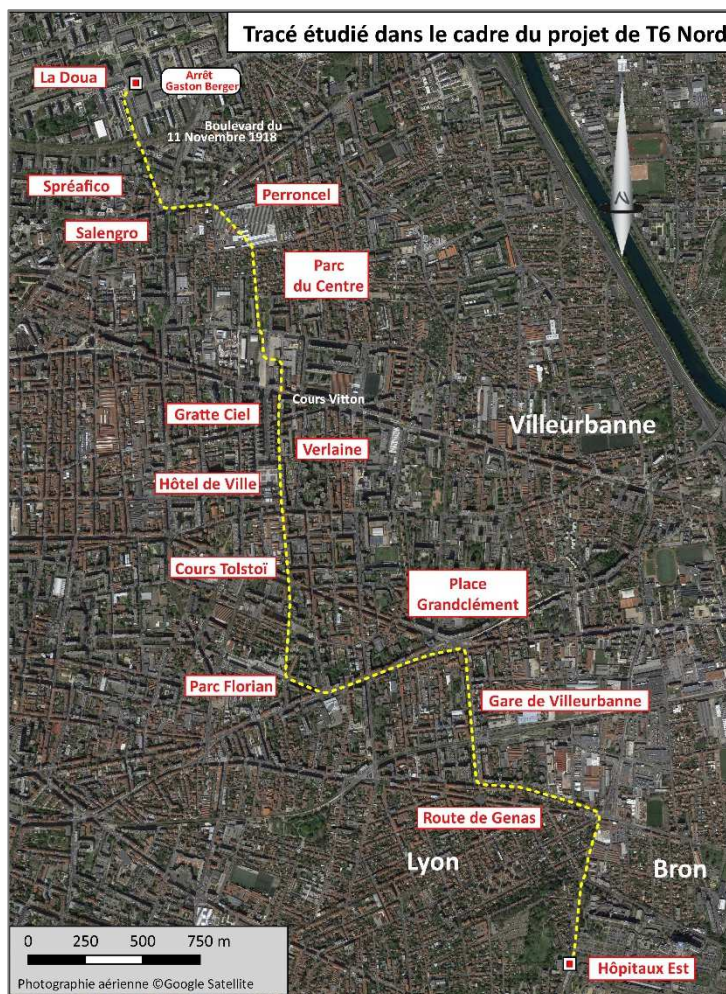 Tracé étudié dans le cadre du projet de T6 Nord
La Doua
Arrêt
Gaston Berger
Boulevard du
11 Novembre 1918
Spréafico
Perroncel
Salengro
Parc
du Centre
Cours Vitton
Gratte Ciel
Villeurbanne
Verlaine
Hôtel de Ville
Cours Tolstoï
Place
Grandclément
Parc Florian
Gare de Villeurbanne
Route de Genas
Lyon
Bron
0 250 500 750 m
Hôpitaux Est
Photographie aérienne ©Google Satellite